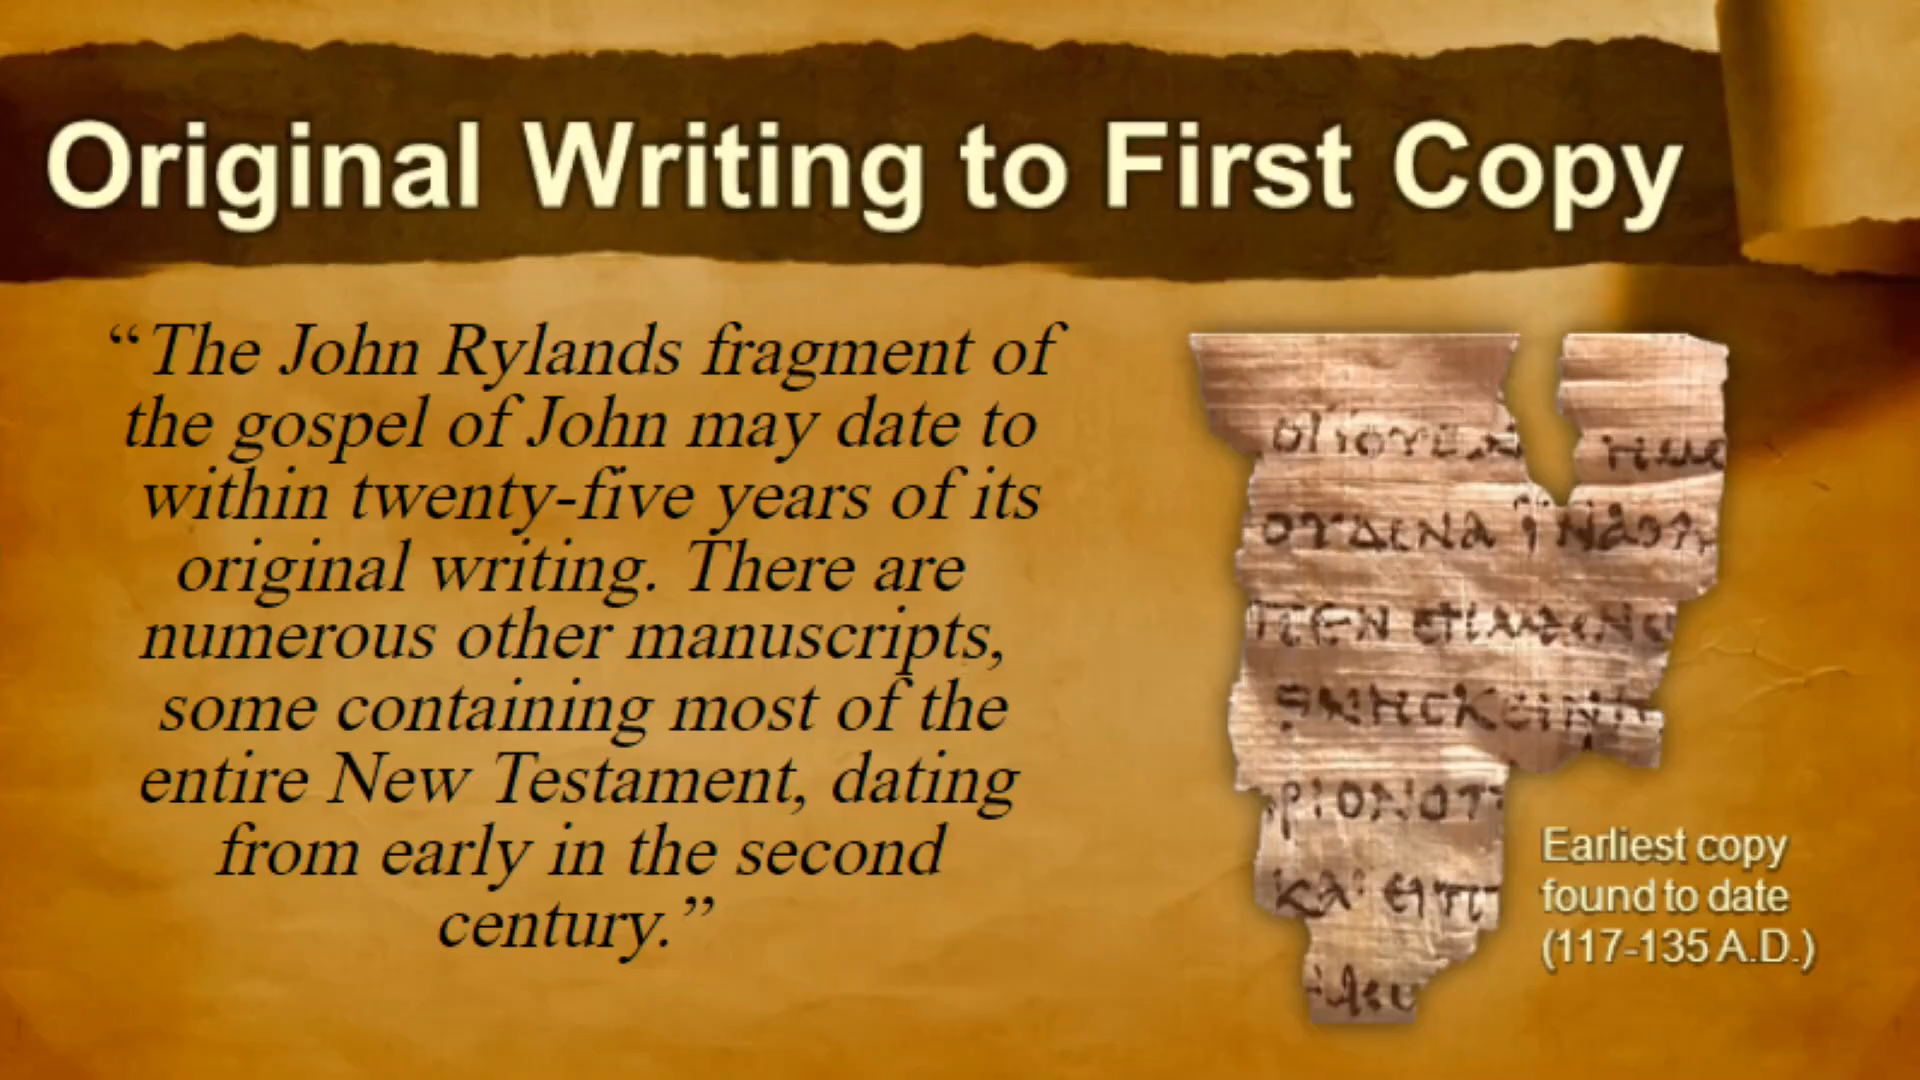 Original Writing to First Copy
“The John Rylands fragment of
the gospel of John may date to
within twenty-five years of its
original writing. There are
numerous other manuscripts,
some containing most of the
entire New Testament, dating
from early in the second
century.”
Earliest copy
found to date
(117-135 A.D.)